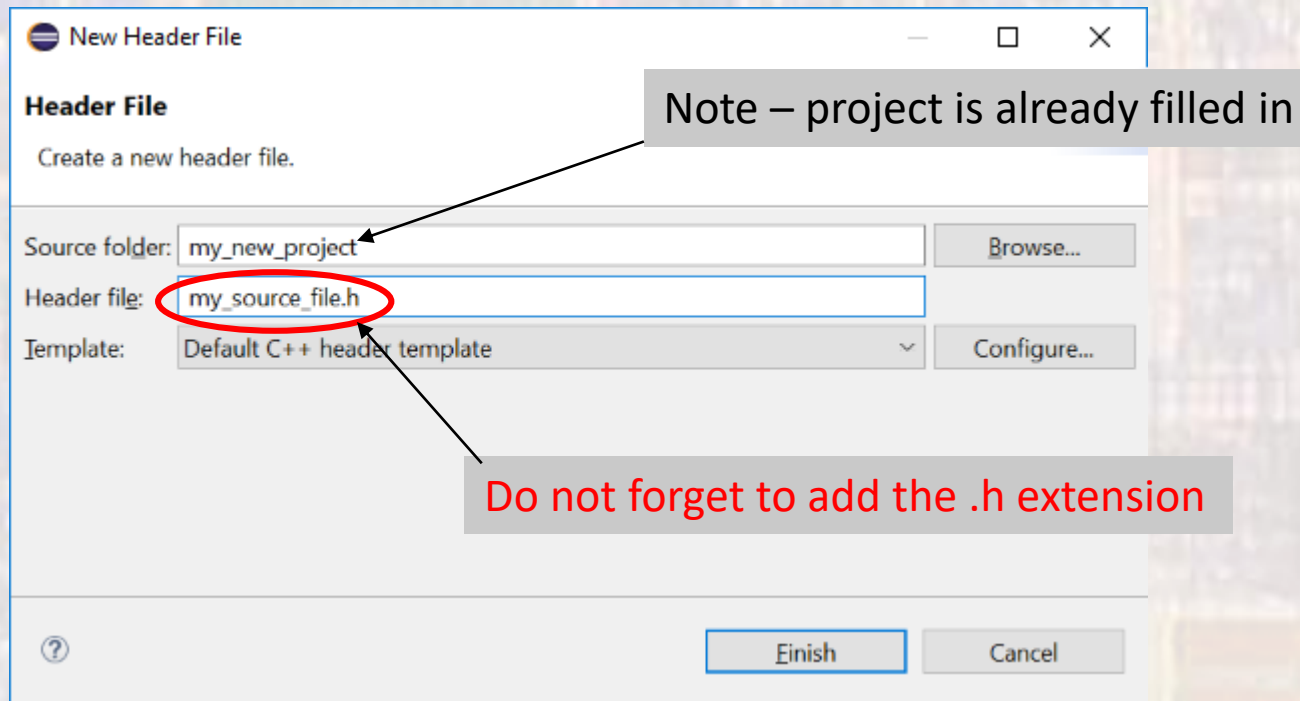 New Header File
Header File
Note – project is already filled in
Create a new header file.
Source folder: my_new_project Browse...
Header file: my_source_file.h
Template: Default C++ header template Configure...
Do not forget to add the .h extension
? Finish Cancel